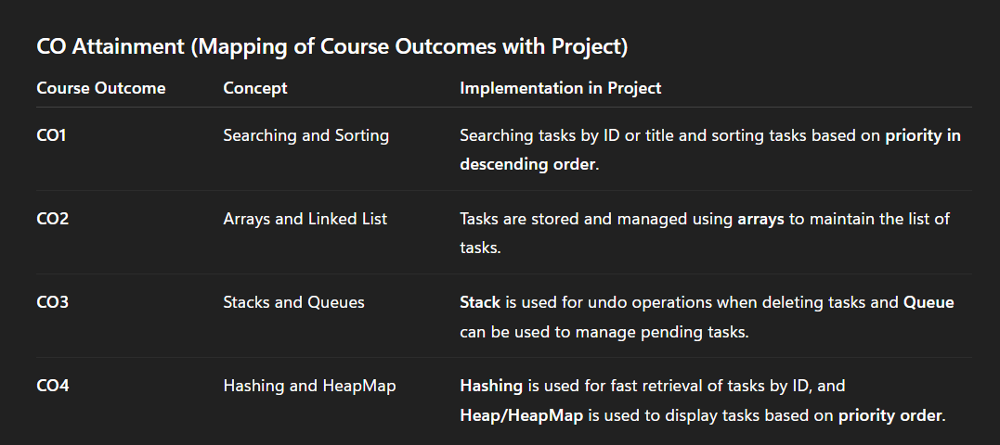 CO Attainment (Mapping of Course Outcomes with Project)
Course Outcome Concept Implementation in Project
CO1 Searching and Sorting Searching tasks by ID or title and sorting tasks based on priority in
descending order.
CO2 Arrays and Linked List Tasks are stored and managed using arrays to maintain the list of
tasks.
CO3 Stacks and Queues Stack is used for undo operations when deleting tasks and Queue
can be used to manage pending tasks.
CO4 Hashing and HeapMap Hashing is used for fast retrieval of tasks by ID, and
Heap/HeapMap is used to display tasks based on priority order.